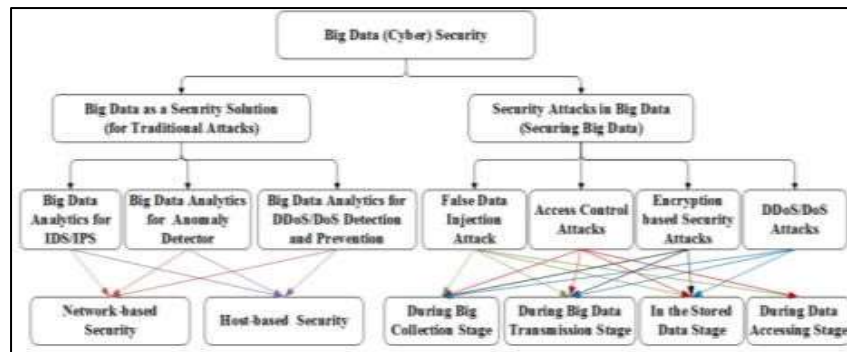 Big Data (Cyber) Security
Big Data as a Security Solution
(for Traditional Attacks)
Security Attacks in Big Data
(Securing Big Data)
Big Data
Analytics for
IDS/IPS
Big Data Analytics
for Anomaly
Detector
Big Data Analytics for
DDoS/DoS Detection
and Prevention
False Data
Injection
Attack
Access Control
Attacks
Encryption
based Security
Attacks
DDoS/DoS
Attacks
Network-based
Security
Host-based Security
During Big
Collection Stage
During Big Data
Transmission Stage
In the Stored
Data Stage
During Data
Accessing Stage